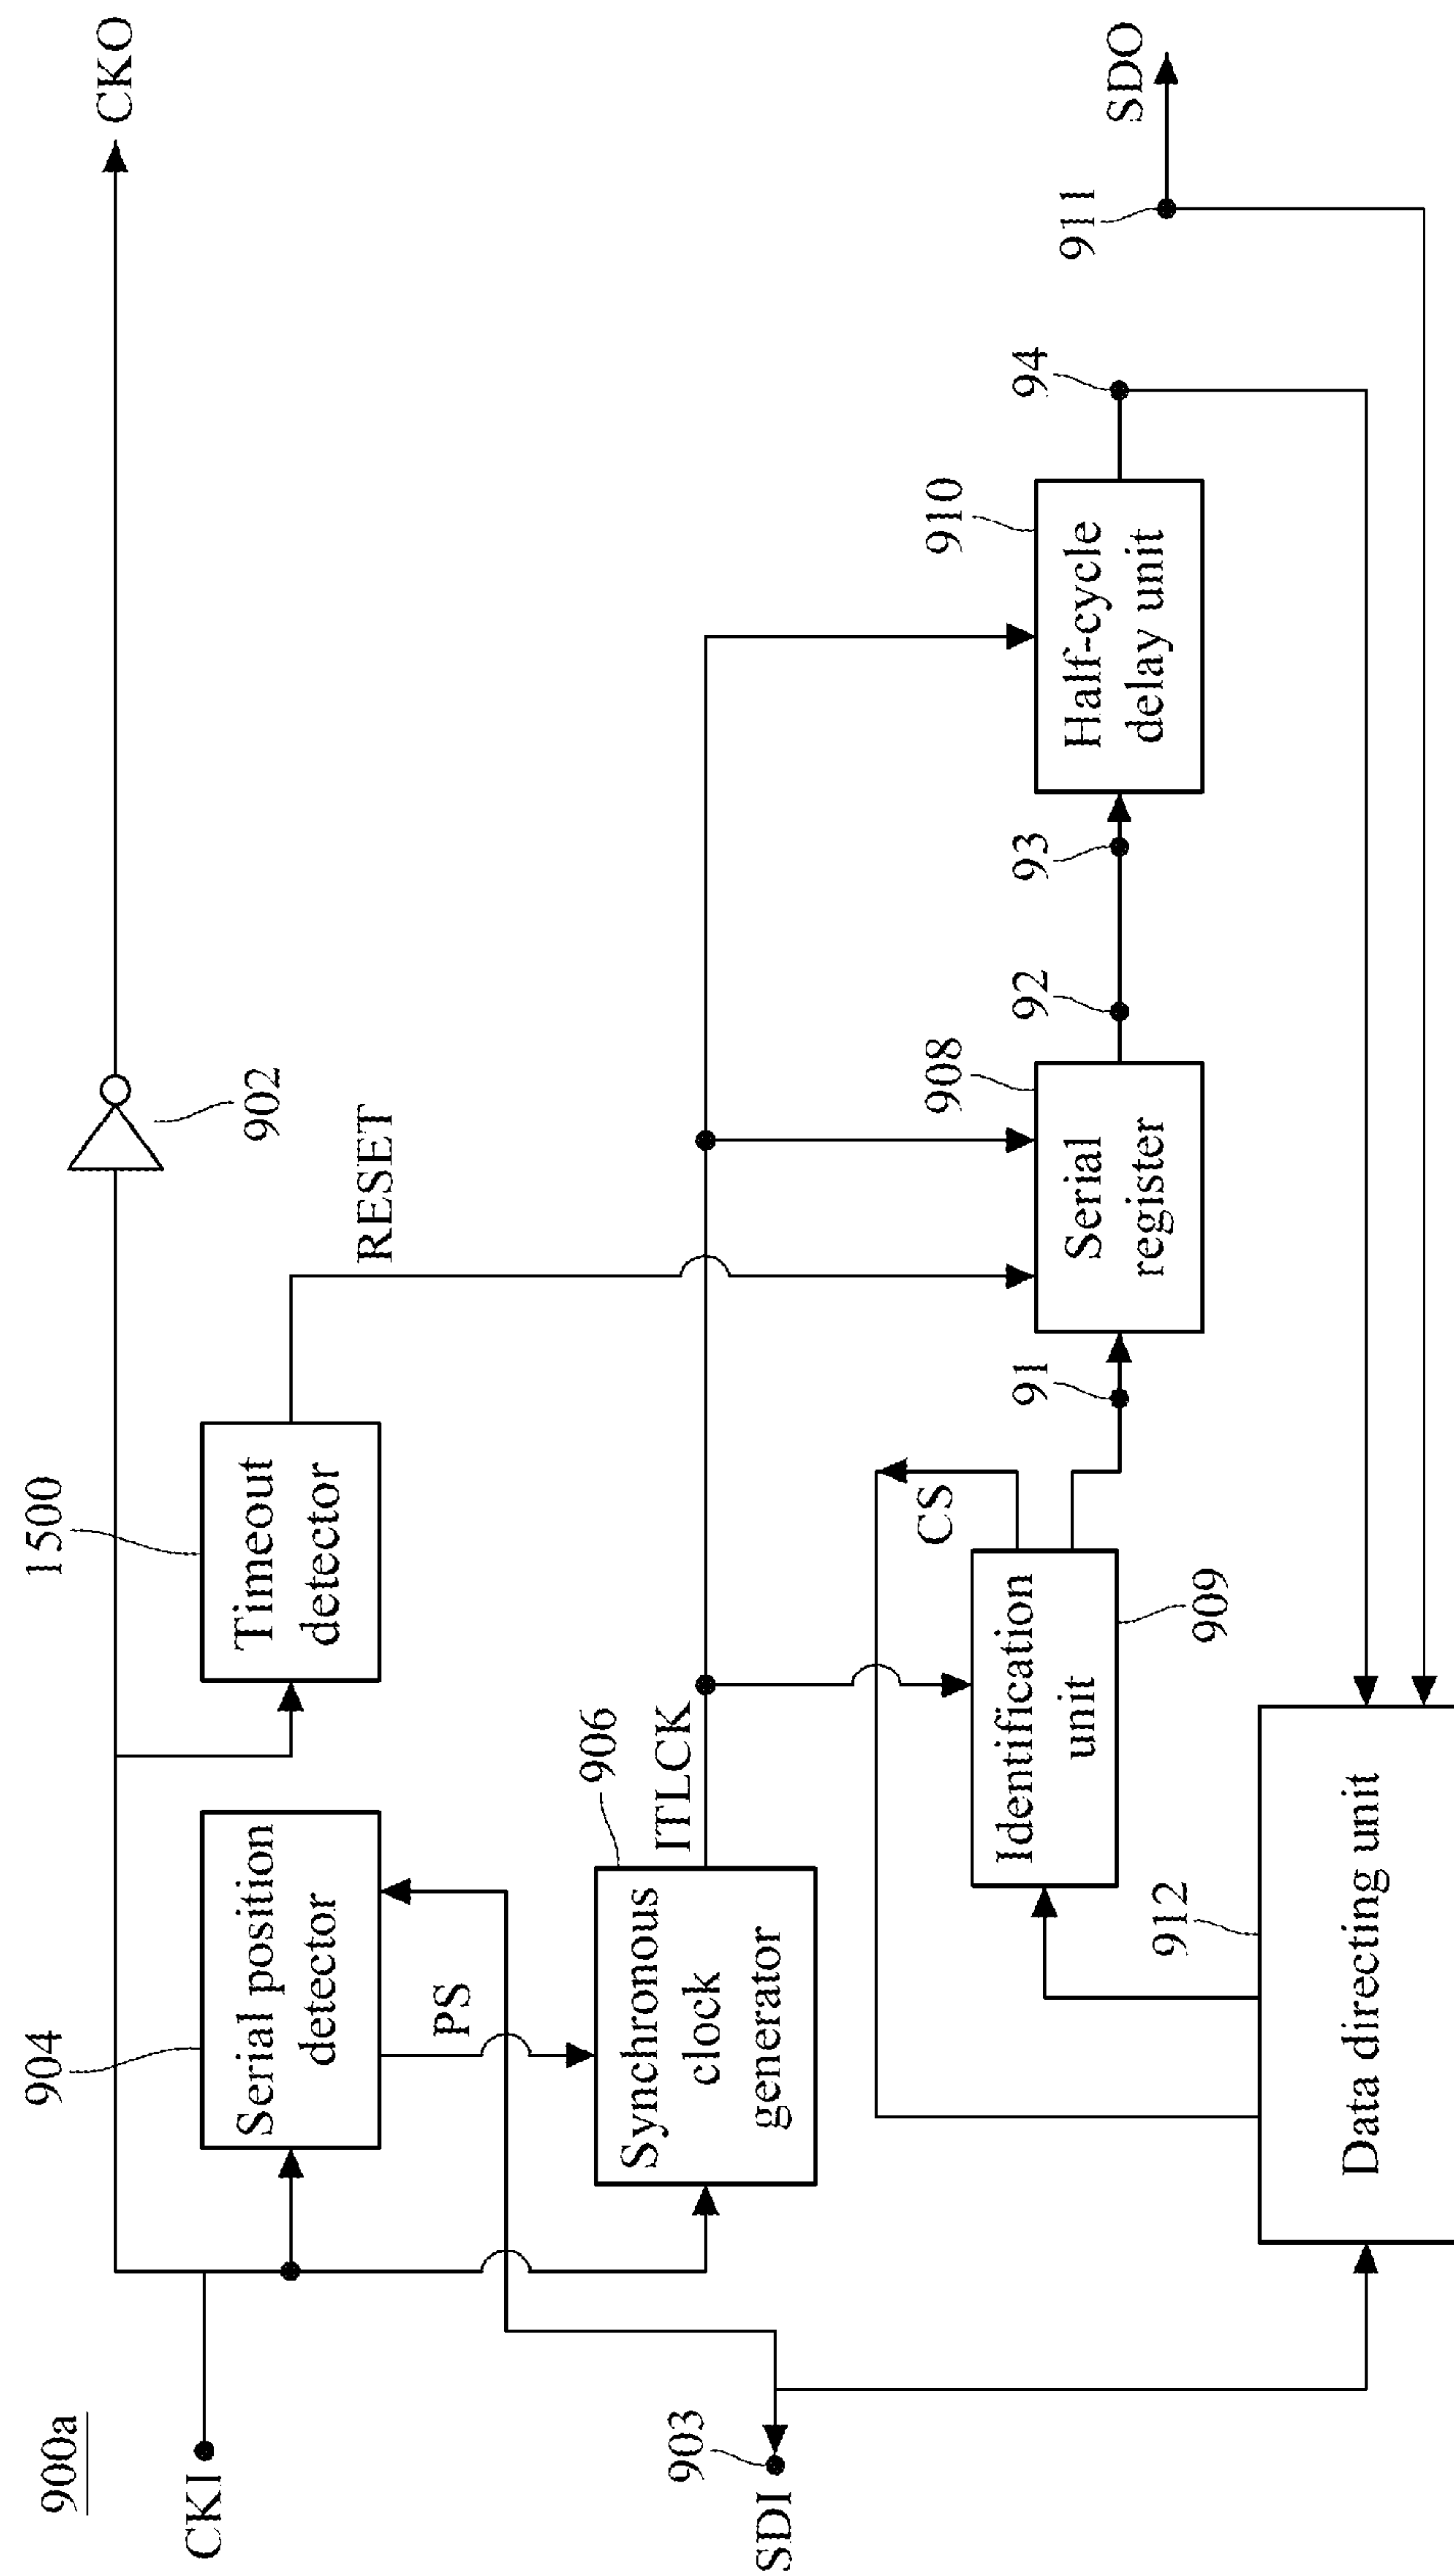 900a
CKI
CKO
902
904
Serial position
detector
1500
Timeout
detector
RESET
PS
906
Synchronous
clock
generator
ITLCK
903
SDI
CS
Identification
unit
909
91
908
Serial
register
92
93
910
Half-cycle
delay unit
94
911
SDO
912
Data directing unit